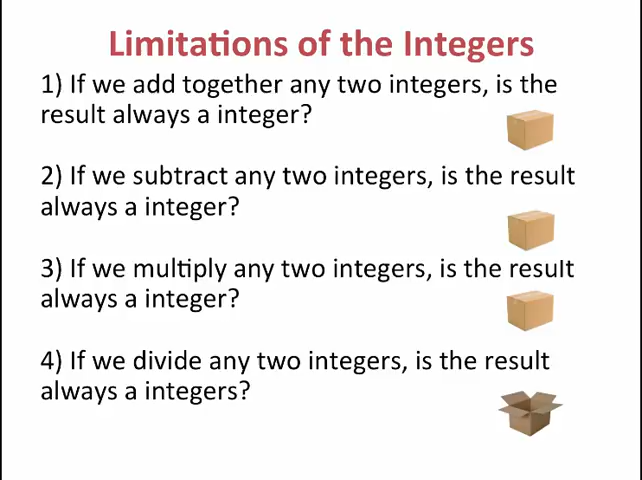 Limitations of the Integers
1) If we add together any two integers, is the
result always a integer?
2) If we subtract any two integers, is the result
always a integer?
3) If we multiply any two integers, is the result
always a integer?
4) If we divide any two integers, is the result
always a integers?